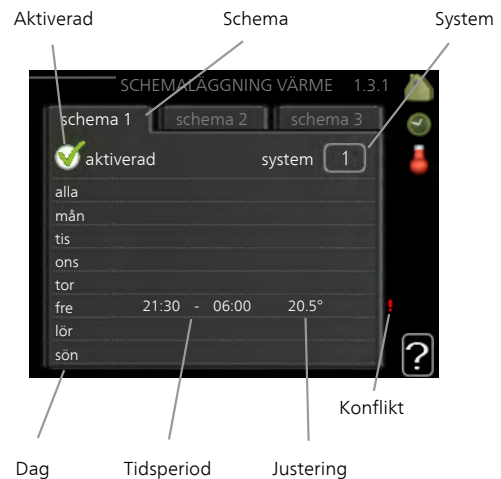 Aktiverad Schema System
SCHEMALÄGGNING VÄRME 1.3.1
schema 1 schema 2 schema 3
aktiverad system 1
alla
mån
tis
ons
tor
fre 21:30 - 06:00 20.5° !
lör
sön
?
Konflikt
Dag Tidsperiod Justering